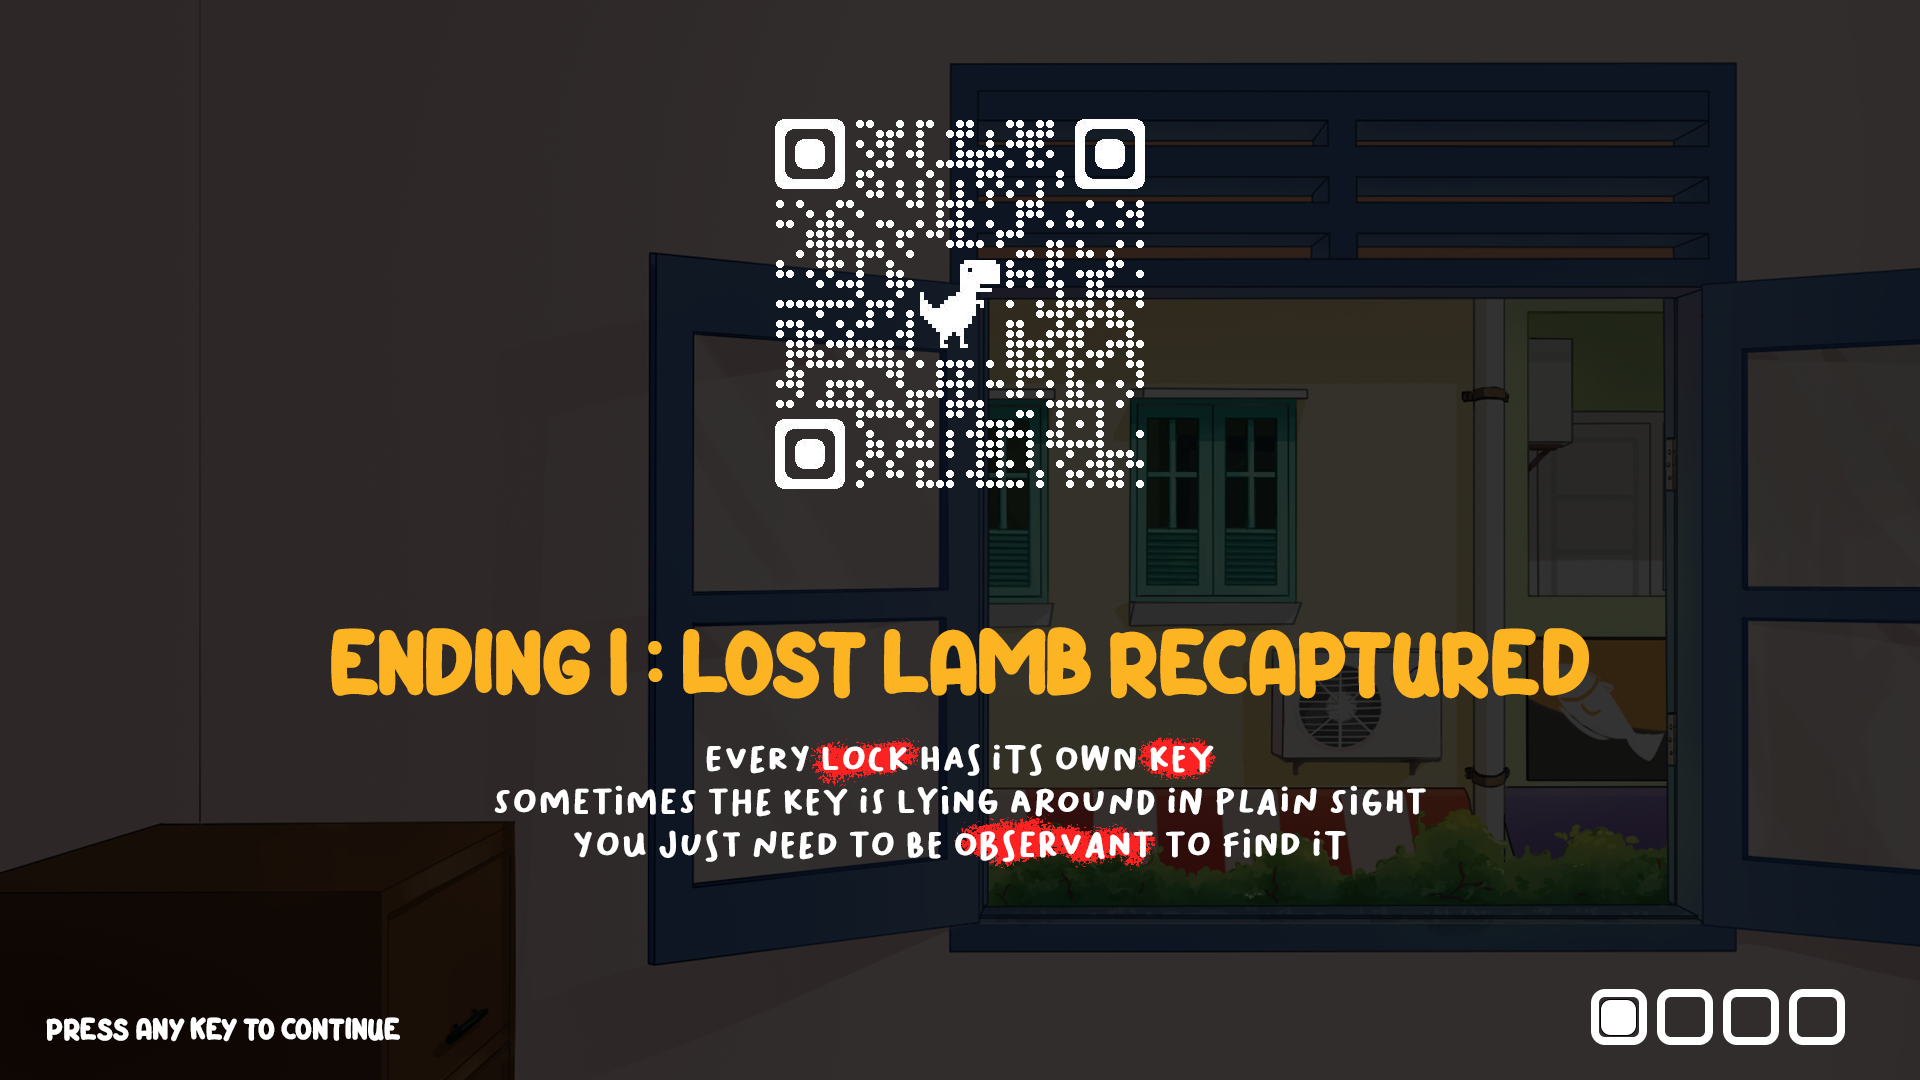 ENDING 1 : LOST LAMB RECAPTURED
EVERY LOCK HAS iTS OWN KEY
SOMETiMES THE KEY iS LYiNG AROUND iN PLAiN SiGHT
YOU JUST NEED TO BE OBSERVANT TO FiND iT
PRESS ANY KEY TO CONTINUE